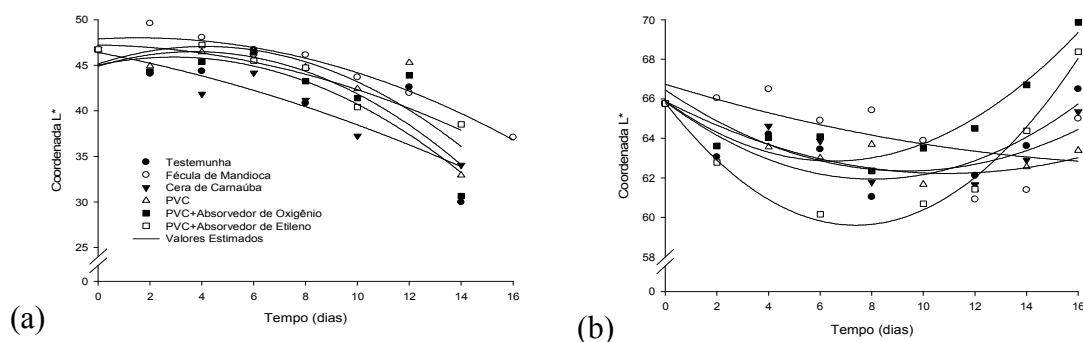 50
45
40
35
30
25
0
Coordenada L*
Testemunha
Fécula de Mandioca
Cera de Carnaúba
PVC
PVC+Absorvedor de Oxigênio
PVC+Absorvedor de Etileno
Valores Estimados
0 2 4 6 8 10 12 14 16
Tempo (dias)
(a)
70
68
66
64
62
60
58
0
Coordenada L*
0 2 4 6 8 10 12 14 16
Tempo (dias)
(b)